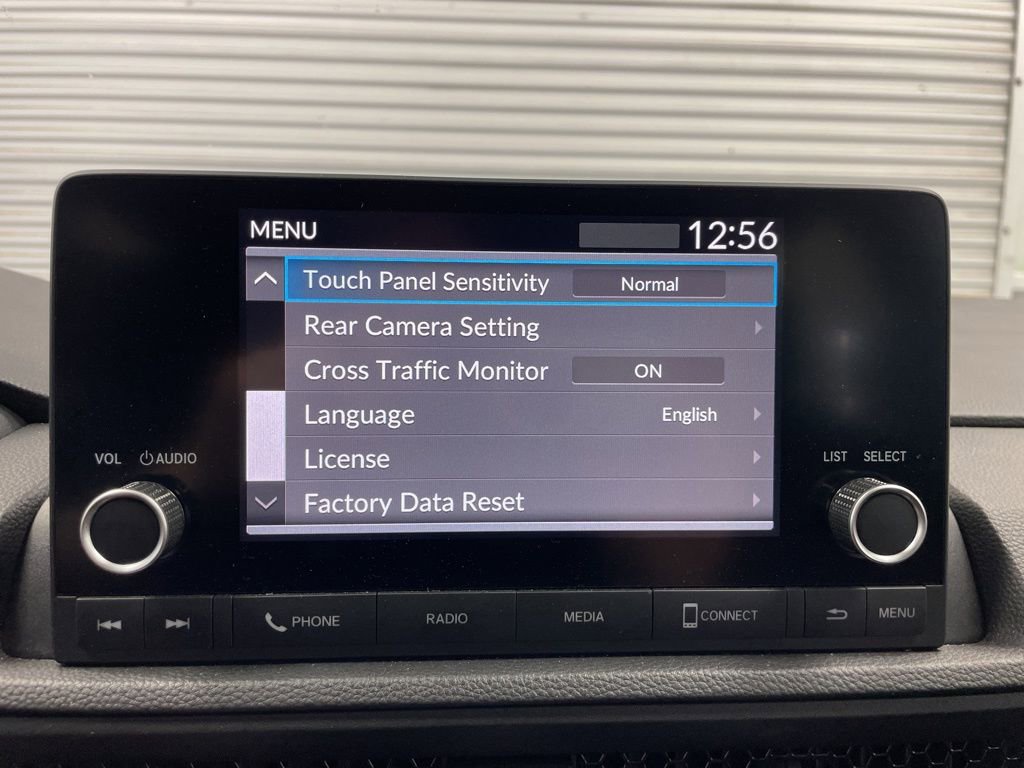 MENU 12:56
Touch Panel Sensitivity Normal
Rear Camera Setting
Cross Traffic Monitor ON
Language English
License
Factory Data Reset
VOL AUDIO
LIST SELECT
PHONE RADIO MEDIA CONNECT MENU